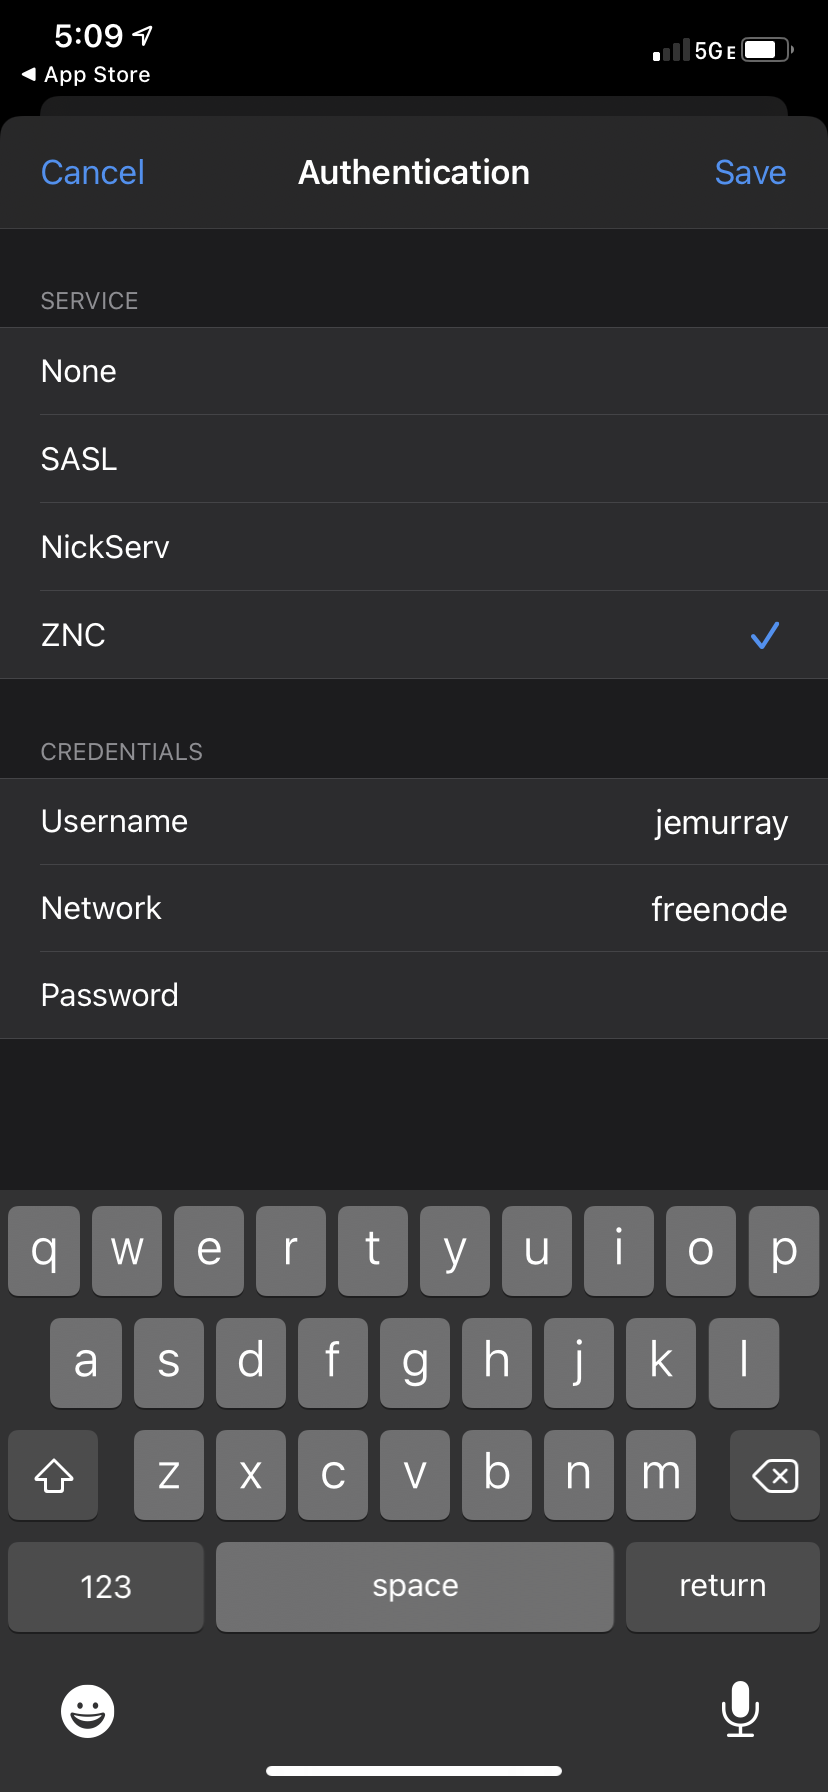 5:09
5G E
App Store
Cancel Authentication Save
SERVICE
None
SASL
NickServ
ZNC
CREDENTIALS
Username jemurray
Network freenode
Password
q w e r t y u i o p
a s d f g h j k l
z x c v b n m
123 space return